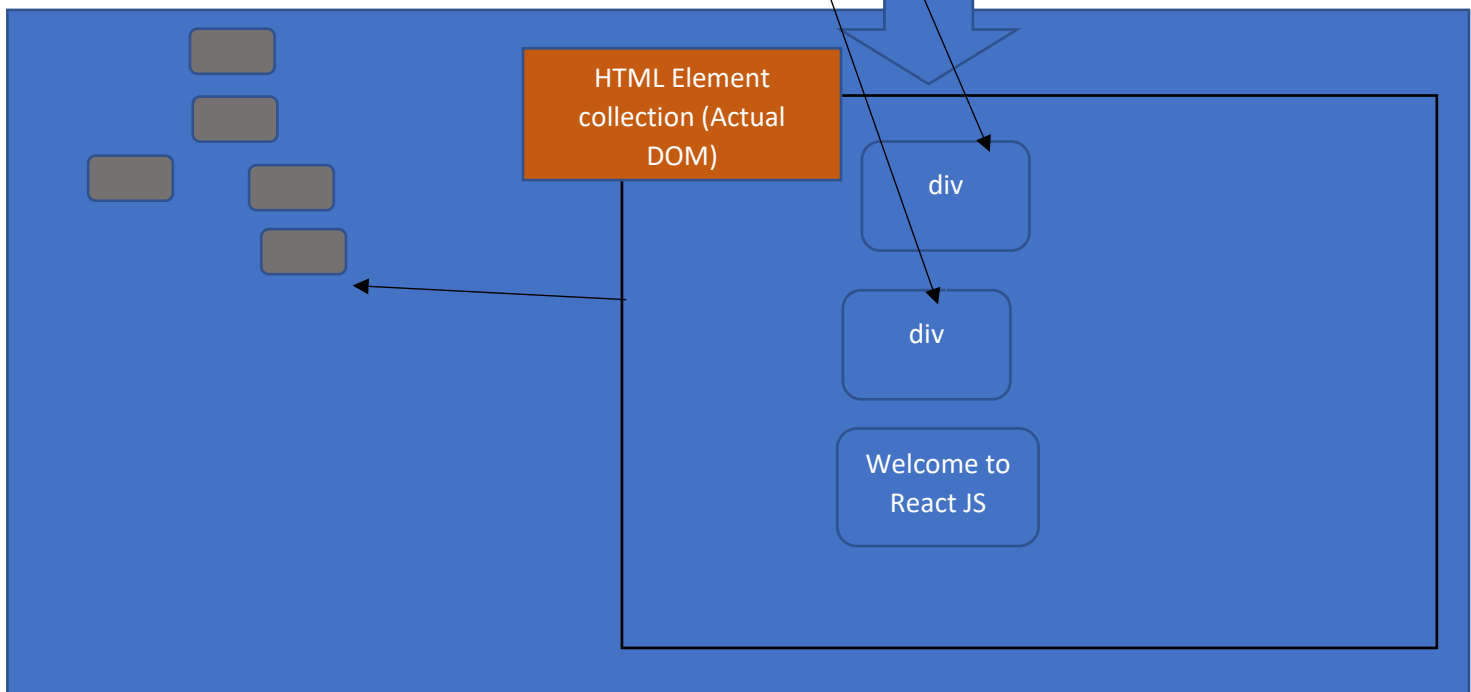 HTML Element
collection (Actual
DOM)
div
div
Welcome to
React JS